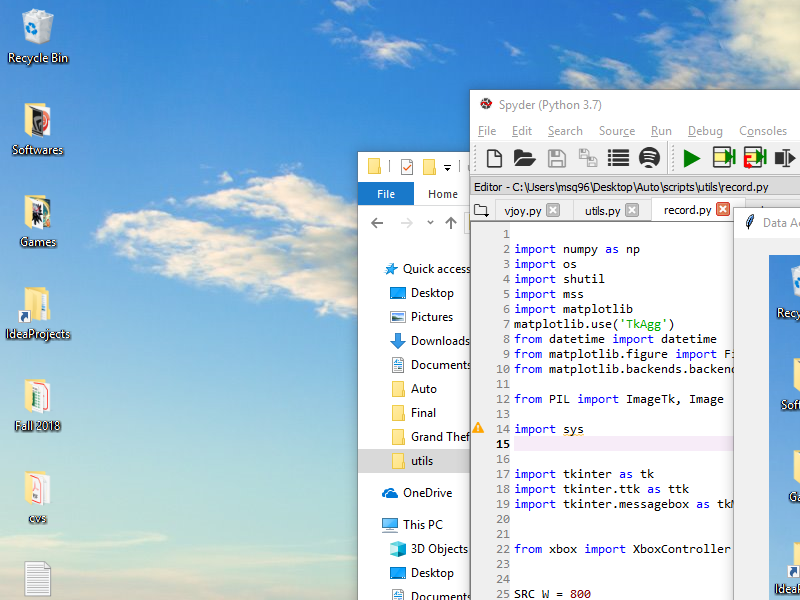 Recycle Bin
Softwares
Games
IdeaProjects
Fall 2018
cvs
File
Home
Quick access
Desktop
Pictures
Downloads
Documents
Auto
Final
Grand Thef
utils
OneDrive
This PC
3D Objects
Desktop
Documents
Spyder (Python 3.7)
File Edit Search Source Run Debug Consoles
Editor - C:\Users\msq96\Desktop\Auto\scripts\utils\record.py
vjoy.py utils.py record.py
1
2 import numpy as np
3 import os
4 import shutil
5 import mss
6 import matplotlib
7 matplotlib.use('TkAgg')
8 from datetime import datetime
9 from matplotlib.figure import Fi
10 from matplotlib.backends.backend
11
12 from PIL import ImageTk, Image
13
14 import sys
15
16
17 import tkinter as tk
18 import tkinter.ttk as ttk
19 import tkinter.messagebox as tkM
20
21
22 from xbox import XboxController
23
24
25 SRC_W = 800
Data Ac
Recy
Soft
Ga
IdeaP